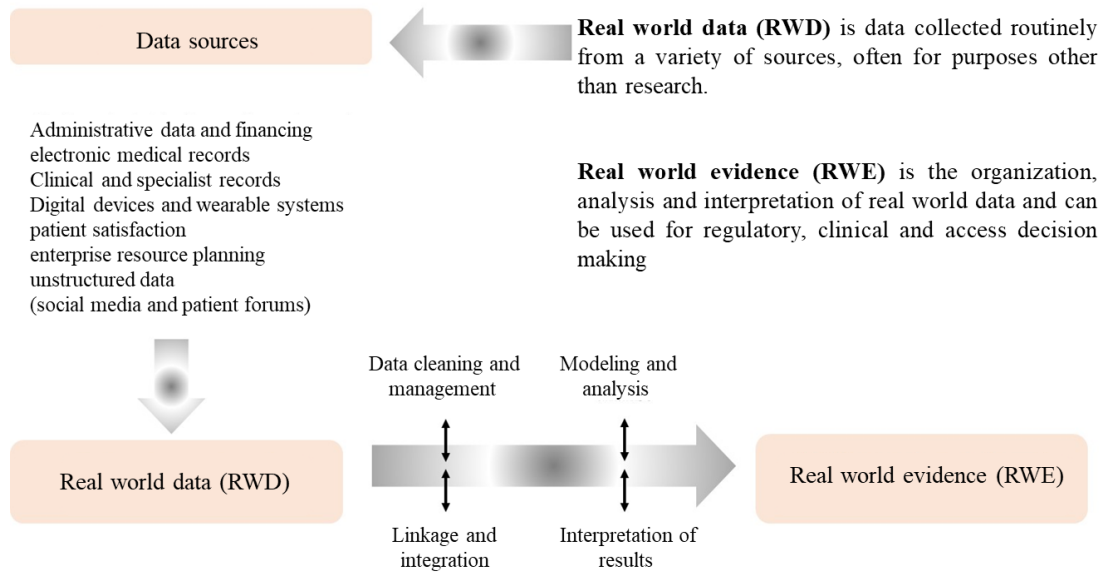 Data sources
Real world data (RWD) is data collected routinely
from a variety of sources, often for purposes other
than research.
Administrative data and financing
electronic medical records
Clinical and specialist records
Digital devices and wearable systems
patient satisfaction
enterprise resource planning
unstructured data
(social media and patient forums)
Real world evidence (RWE) is the organization,
analysis and interpretation of real world data and can
be used for regulatory, clinical and access decision
making
Data cleaning and
management
Modeling and
analysis
Real world data (RWD)
Real world evidence (RWE)
Linkage and
integration
Interpretation of
results